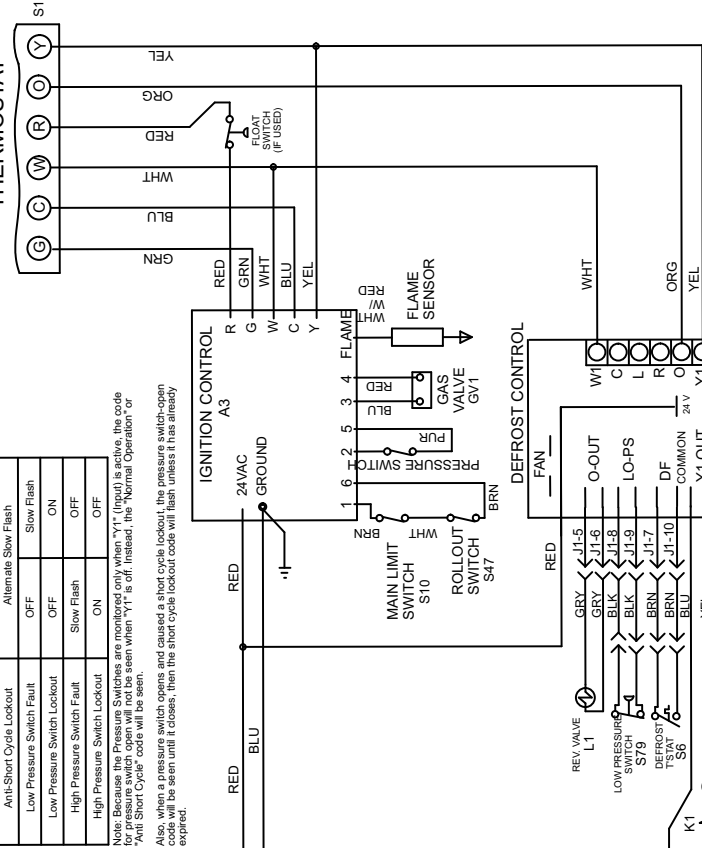 S1
THERMOSTAT
Y
O
R
W
C
G
YEL
ORG
RED
WHT
BLU
GRN
FLOAT
SWITCH
(IF USED)
Anti-Short Cycle Lockout
Alternate Slow Flash
Low Pressure Switch Fault
OFF
Slow Flash
Low Pressure Switch Lockout
OFF
ON
High Pressure Switch Fault
Slow Flash
OFF
High Pressure Switch Lockout
ON
OFF
Note: Because the Pressure Switches are monitored only when "Y1" (Input) is active, the code
for pressure switch open will not be seen when "Y1" is off. Instead, the "Normal Operation" or
"Anti Short Cycle" code will be seen.
Also, when a pressure switch opens and caused a short cycle lockout, the pressure switch-open
code will be seen until it closes, then the short cycle lockout code will flash unless it has already
expired.
RED
GRN
WHT
BLU
YEL
IGNITION CONTROL
A3
R
G
W
C
Y
24VAC
GROUND
FLAME
1
6
2
5
3
4
WHT
W/
RED
FLAME
SENSOR
BLU
RED
GAS
VALVE
GV1
PUR
PRESSURE SWITCH
BRN
WHT
BRN
MAIN LIMIT
SWITCH
S10
ROLLOUT
SWITCH
S47
RED
BLU
RED
RED
WHT
ORG
YEL
DEFROST CONTROL
FAN
W1
C
L
R
O
Y1
24 V
O-OUT
LO-PS
DF
COMMON
Y1 OUT
J1-5
J1-6
J1-8
J1-9
J1-7
J1-10
GRY
GRY
BLK
BLK
BRN
BRN
BLU
YEL
REV. VALVE
L1
LOW PRESSURE
SWITCH
S79
DEFROST
T'STAT
S6
K1